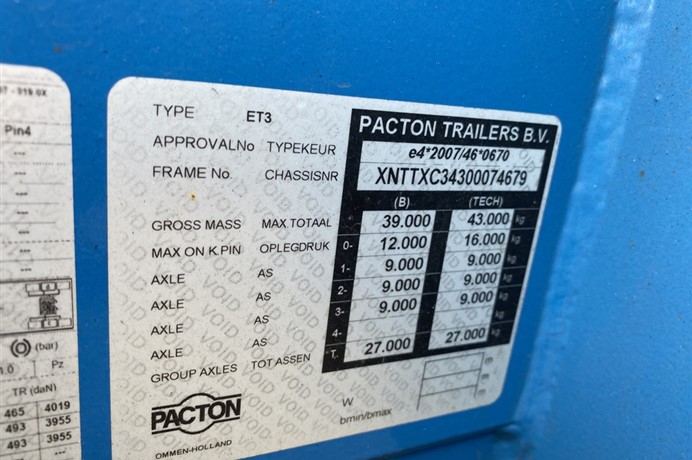 319 0X
Pin4
---
---
(bar)
1.0 Pz
TR (daN)
465 4019
493 3955
493 3955
TYPE ET3
PACTON TRAILERS B.V.
APPROVALNo TYPEKEUR e4*2007/46*0670
FRAME No. CHASSISNR XNTTXC34300074679
(B) (TECH)
GROSS MASS MAX.TOTAAL 39.000 43.000 kg
MAX ON K.PIN OPLEGDRUK 0- 12.000 16.000 kg
AXLE AS 1- 9.000 9.000 kg
AXLE AS 2- 9.000 9.000 kg
AXLE AS 3- 9.000 9.000 kg
AXLE AS 4-
GROUP AXLES TOT ASSEN T. 27.000 27.000 kg
W
bmin/bmax
m
m
m
PACTON
OMMEN-HOLLAND